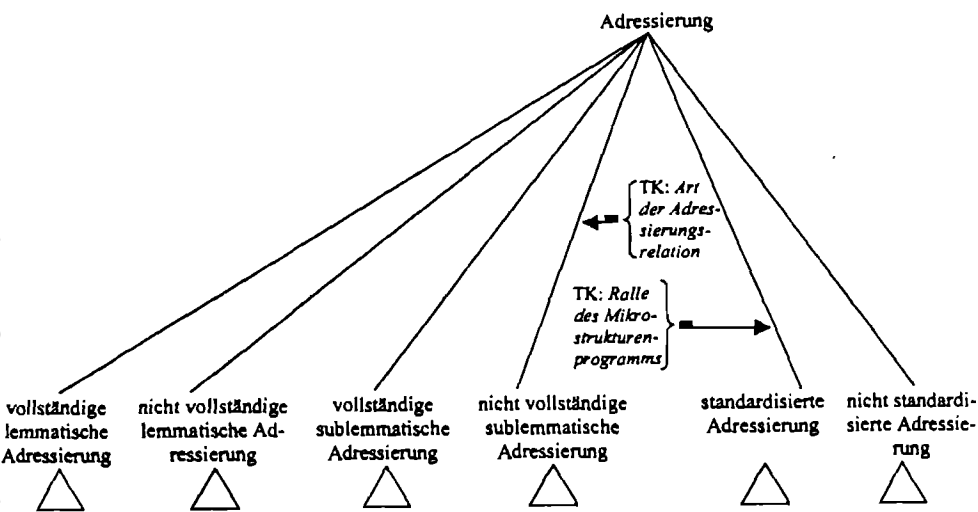 Adressierung
TK: Art
der Adres-
sierungs-
relation
TK: Ralle
des Mikro-
strukturen-
programms
vollständige
lemmatische
Adressierung
nicht vollständige
lemmatische Ad-
ressierung
vollständige
sublemmatische
Adressierung
nicht vollständige
sublemmatische
Adressierung
standardisierte
Adressierung
nicht standardi-
sierte Adressie-
rung